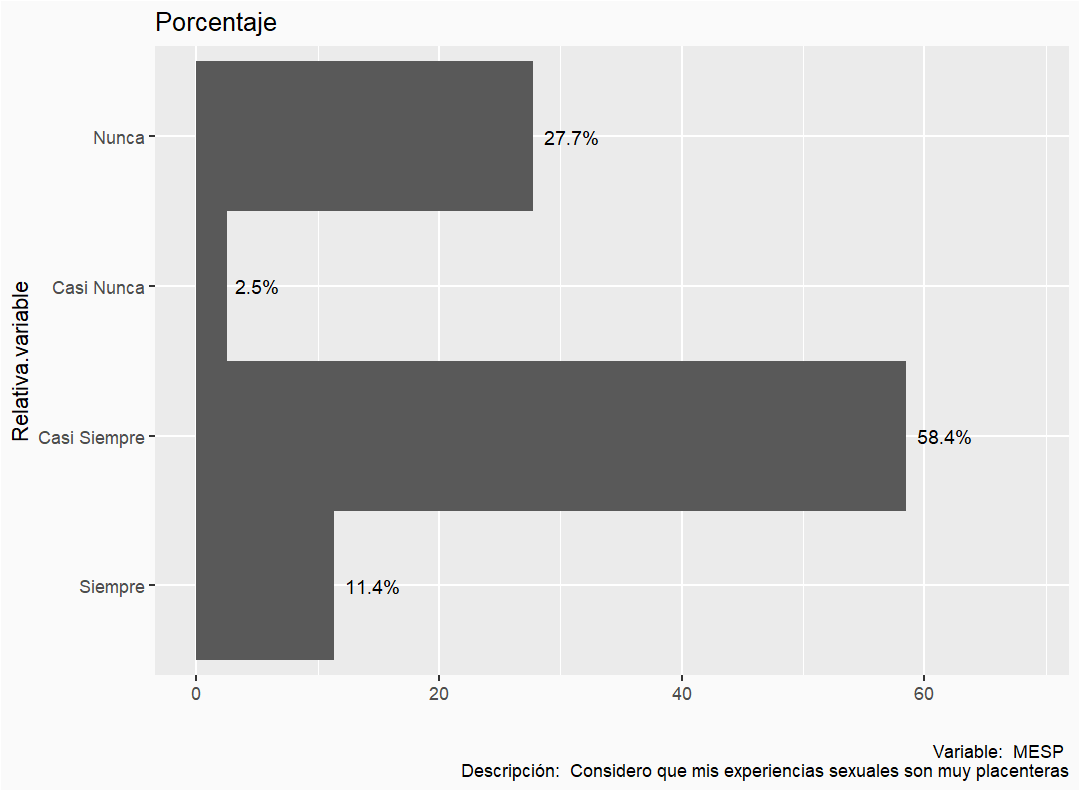 Porcentaje
Relativa.variable
Nunca
27.7%
Casi Nunca
2.5%
Casi Siempre
58.4%
Siempre
11.4%
0
20
40
60
Variable:  MESP
Descripción:  Considero que mis experiencias sexuales son muy placenteras